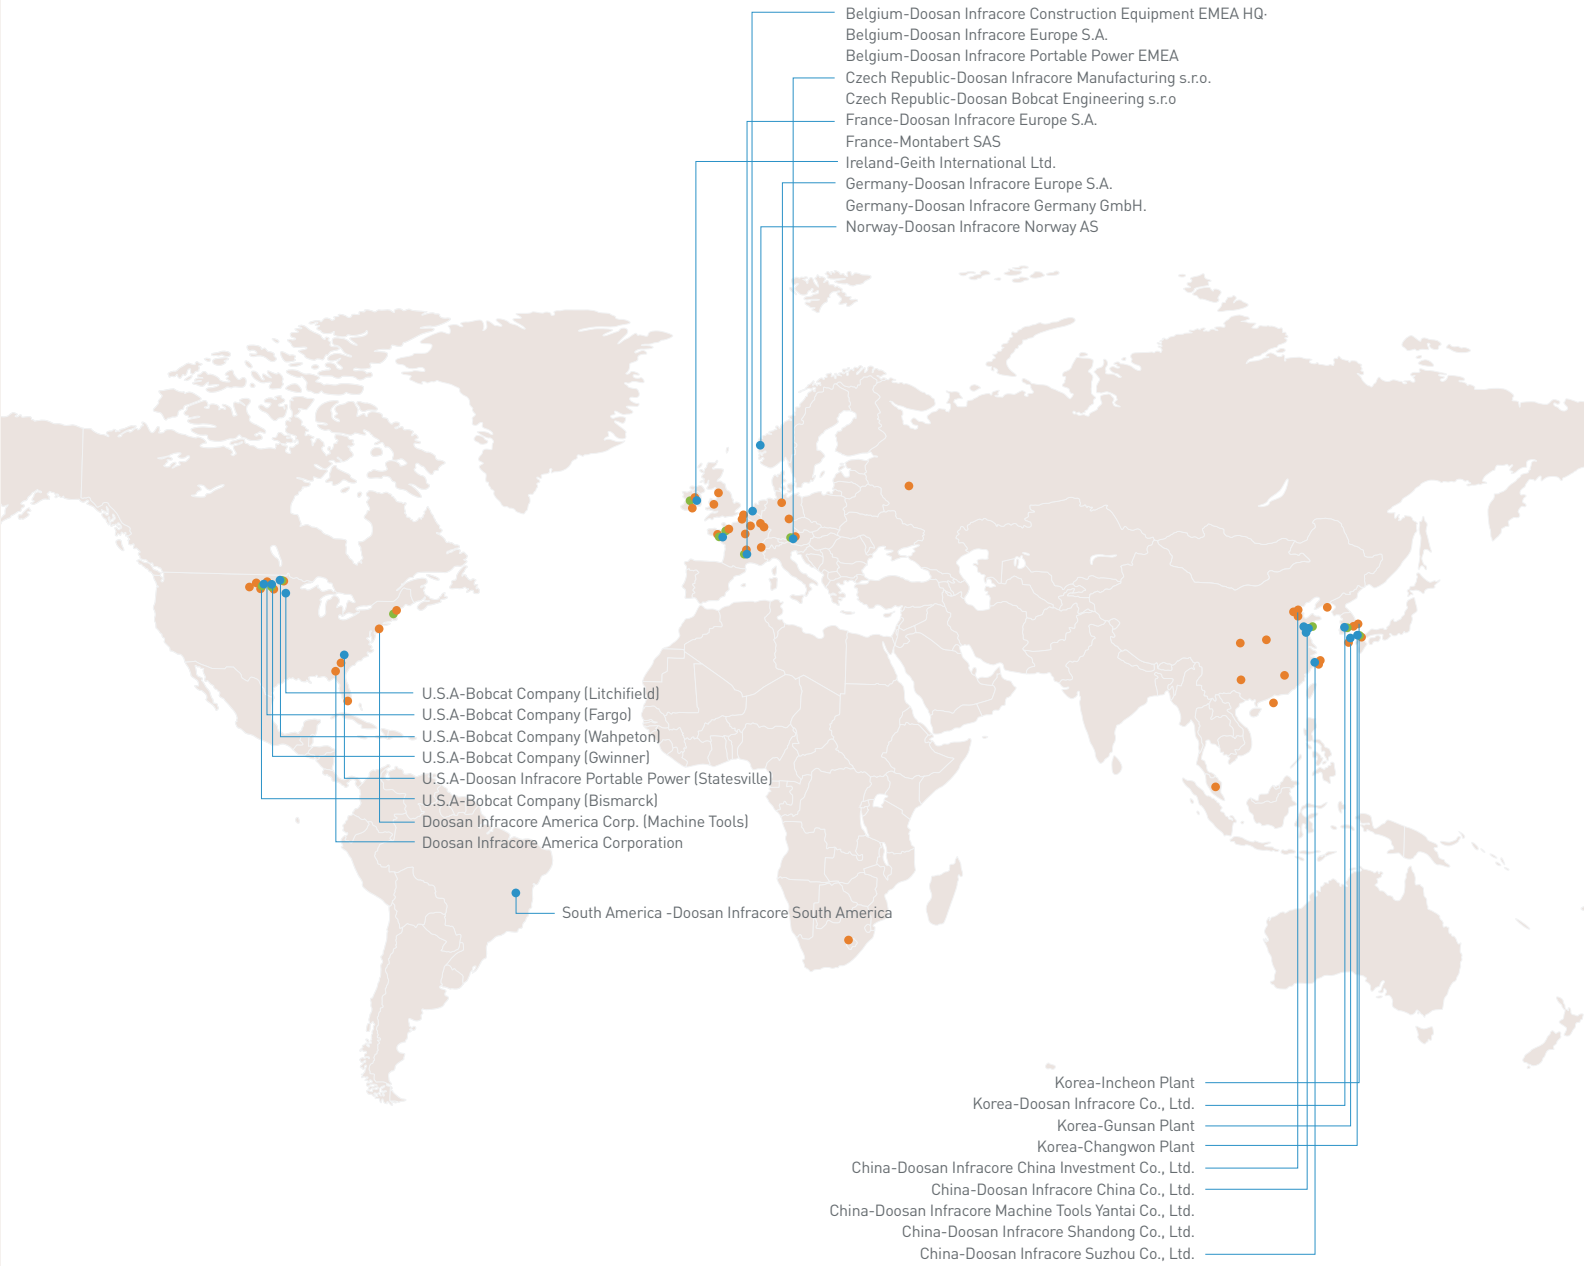 Belgium-Doosan Infracore Construction Equipment EMEA HQ·
Belgium-Doosan Infracore Europe S.A.
Belgium-Doosan Infracore Portable Power EMEA
Czech Republic-Doosan Infracore Manufacturing s.r.o.
Czech Republic-Doosan Bobcat Engineering s.r.o
France-Doosan Infracore Europe S.A.
France-Montabert SAS
Ireland-Geith International Ltd.
Germany-Doosan Infracore Europe S.A.
Germany-Doosan Infracore Germany GmbH.
Norway-Doosan Infracore Norway AS
U.S.A-Bobcat Company (Litchifield)
U.S.A-Bobcat Company (Fargo)
U.S.A-Bobcat Company (Wahpeton)
U.S.A-Bobcat Company (Gwinner)
U.S.A-Doosan Infracore Portable Power (Statesville)
U.S.A-Bobcat Company (Bismarck)
Doosan Infracore America Corp. (Machine Tools)
Doosan Infracore America Corporation
South America -Doosan Infracore South America
Korea-Incheon Plant
Korea-Doosan Infracore Co., Ltd.
Korea-Gunsan Plant
Korea-Changwon Plant
China-Doosan Infracore China Investment Co., Ltd.
China-Doosan Infracore China Co., Ltd.
China-Doosan Infracore Machine Tools Yantai Co., Ltd.
China-Doosan Infracore Shandong Co., Ltd.
China-Doosan Infracore Suzhou Co., Ltd.